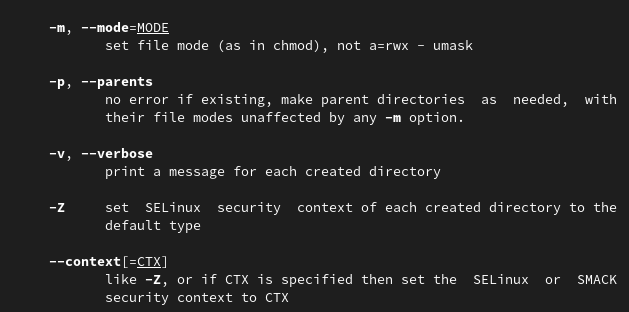 -m, --mode=MODE
set file mode (as in chmod), not a=rwx - umask
-p, --parents
no error if existing, make parent directories as needed, with
their file modes unaffected by any -m option.
-v, --verbose
print a message for each created directory
-Z set SELinux security context of each created directory to the
default type
--context[=CTX]
like -Z, or if CTX is specified then set the SELinux or SMACK
security context to CTX